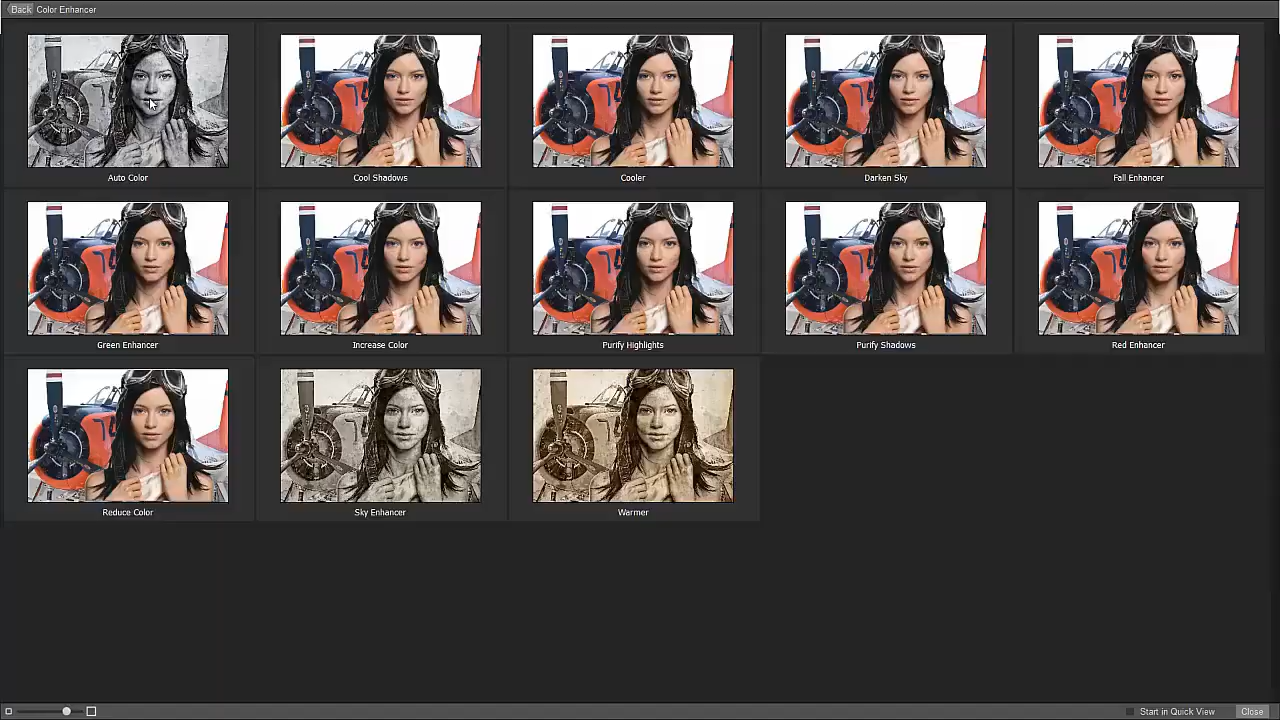 Back Color Enhancer
Auto Color
Cool Shadows
Cooler
Darken Sky
Fall Enhancer
Green Enhancer
Increase Color
Purify Highlights
Purify Shadows
Red Enhancer
Reduce Color
Sky Enhancer
Warmer
Start in Quick View Close